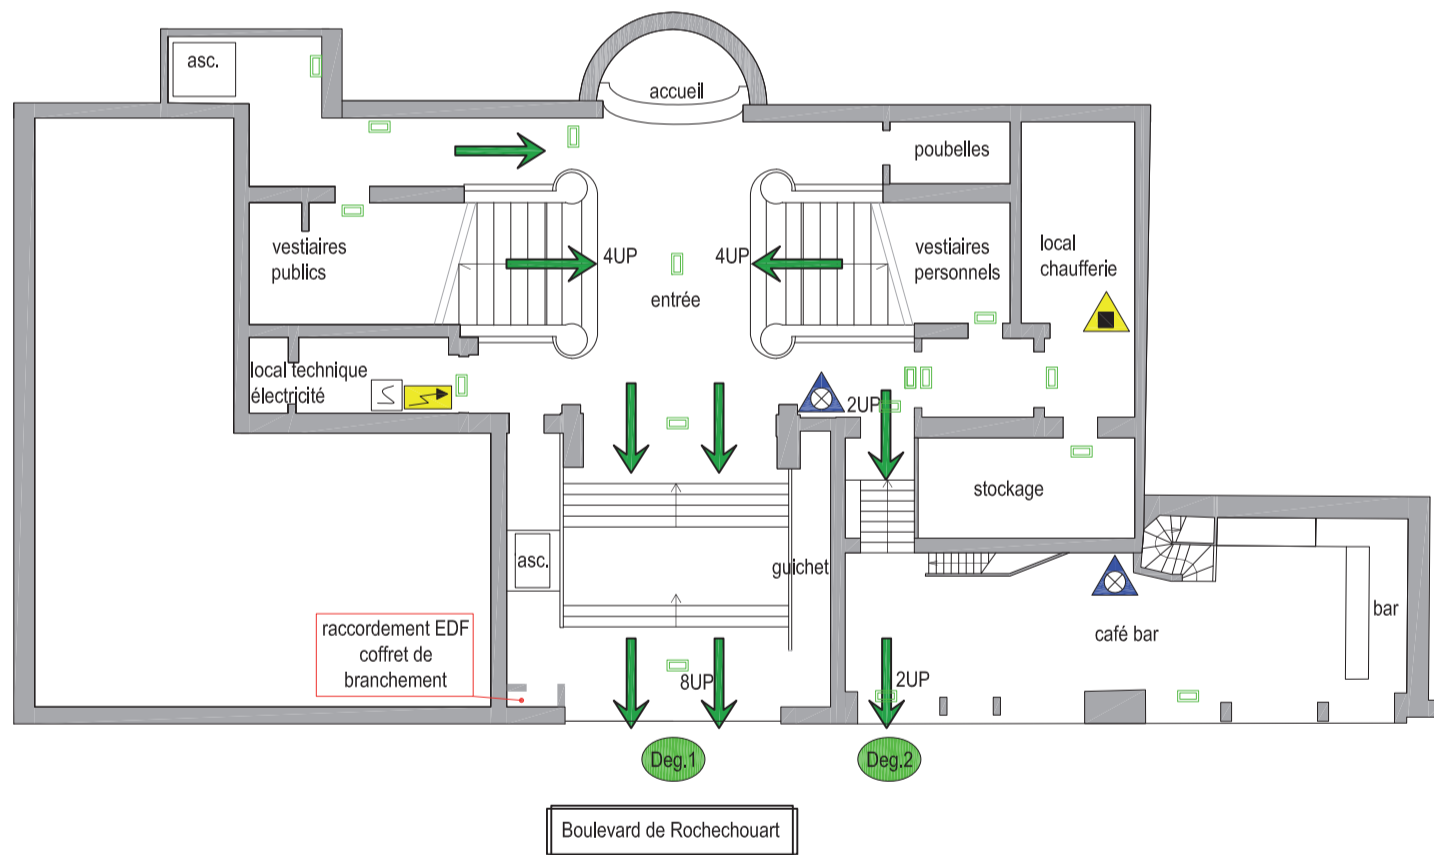 asc.
accueil
poubelles
vestiaires
publics
4UP
4UP
entrée
vestiaires
personnels
local
chaufferie
local technique
électricité
2UP
stockage
asc.
guichet
bar
café bar
raccordement EDF
coffret de
branchement
8UP
2UP
Deg.1
Deg.2
Boulevard de Rochechouart